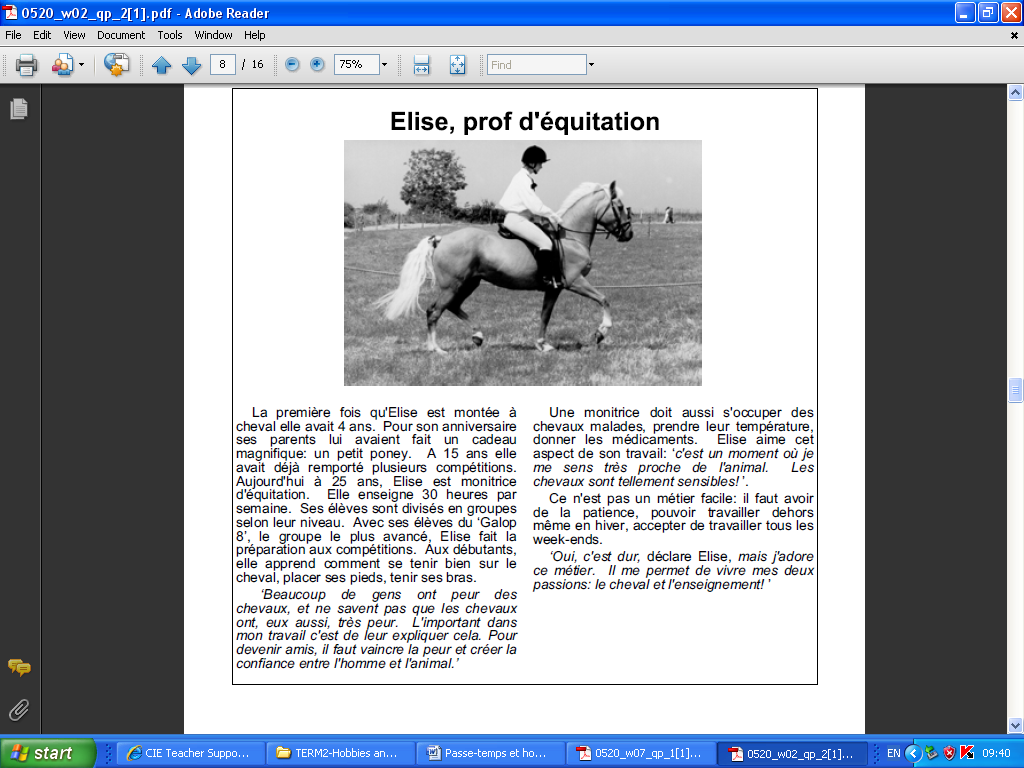 0520_w02_qp_2[1].pdf - Adobe Reader
File Edit View Document Tools Window Help
8 / 16 75% Find
Elise, prof d'équitation
La première fois qu'Elise est montée à
cheval elle avait 4 ans. Pour son anniversaire
ses parents lui avaient fait un cadeau
magnifique: un petit poney. A 15 ans elle
avait déjà remporté plusieurs compétitions.
Aujourd'hui à 25 ans, Elise est monitrice
d'équitation. Elle enseigne 30 heures par
semaine. Ses élèves sont divisés en groupes
selon leur niveau. Avec ses élèves du ‘Galop
8’, le groupe le plus avancé, Elise fait la
préparation aux compétitions. Aux débutants,
elle apprend comment se tenir bien sur le
cheval, placer ses pieds, tenir ses bras.
‘Beaucoup de gens ont peur des
chevaux, et ne savent pas que les chevaux
ont, eux aussi, très peur. L'important dans
mon travail c'est de leur expliquer cela. Pour
devenir amis, il faut vaincre la peur et créer la
confiance entre l'homme et l'animal.’
Une monitrice doit aussi s'occuper des
chevaux malades, prendre leur température,
donner les médicaments. Elise aime cet
aspect de son travail: ‘c'est un moment où je
me sens très proche de l'animal. Les
chevaux sont tellement sensibles! ’.
Ce n'est pas un métier facile: il faut avoir
de la patience, pouvoir travailler dehors
même en hiver, accepter de travailler tous les
week-ends.
‘Oui, c'est dur, déclare Elise, mais j'adore
ce métier. Il me permet de vivre mes deux
passions: le cheval et l'enseignement! ’
start CIE Teacher Suppo... TERM2-Hobbies an... Passe-temps et ho... 0520_w07_qp_1[1]... 0520_w02_qp_2[1]... EN 09:40